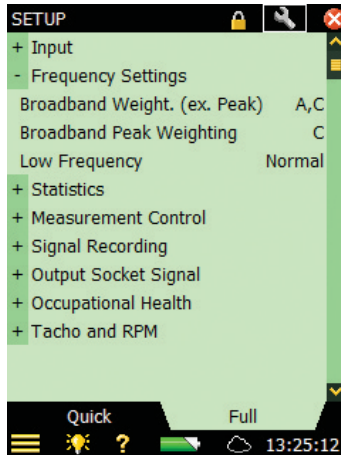 SETUP
+ Input
- Frequency Settings
Broadband Weight. (ex. Peak) A,C
Broadband Peak Weighting C
Low Frequency Normal
+ Statistics
+ Measurement Control
+ Signal Recording
+ Output Socket Signal
+ Occupational Health
+ Tacho and RPM
Quick Full
? 13:25:12